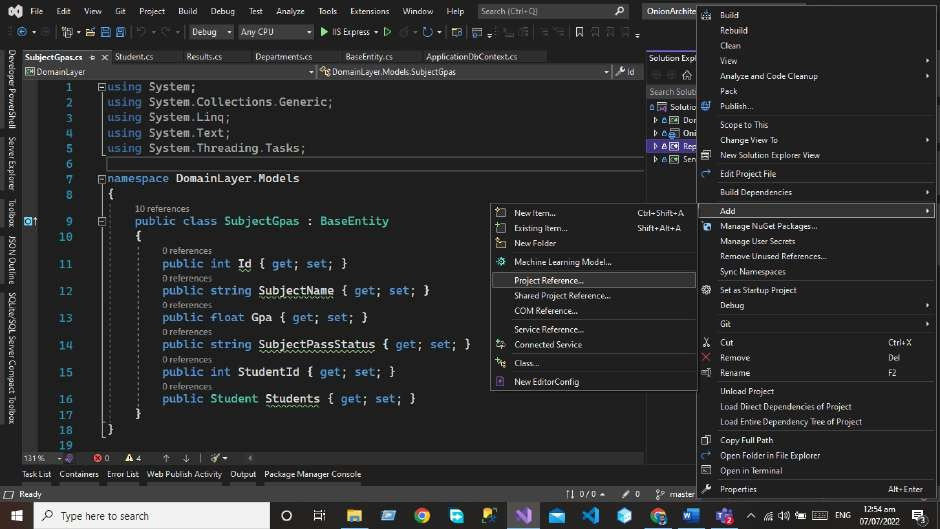 File Edit View Git Project Build Debug Test Analyze Tools Extensions Window Help Search (Ctrl+Q) OnionArchite
Debug Any CPU IIS Express
SubjectGpas.cs Student.cs Results.cs Departments.cs BaseEntity.cs ApplicationDbContext.cs
DomainLayer DomainLayer.Models.SubjectGpas Id
Developer PowerShell
Server Explorer
Toolbox
JSON Outline
SQLite/SQL Server Compact Toolbox
1 using System;
2 using System.Collections.Generic;
3 using System.Linq;
4 using System.Text;
5 using System.Threading.Tasks;
6
7 namespace DomainLayer.Models
8 {
10 references
9 public class SubjectGpas : BaseEntity
10 {
0 references
11 public int Id { get; set; }
0 references
12 public string SubjectName { get; set; }
0 references
13 public float Gpa { get; set; }
0 references
14 public string SubjectPassStatus { get; set; }
0 references
15 public int StudentId { get; set; }
0 references
16 public Student Students { get; set; }
17 }
18 }
19
131 % 0 4
Solution Explo
Search Solutio
Solutio
Dor
Oni
Rep
Ser
New Item... Ctrl+Shift+A
Existing Item... Shift+Alt+A
New Folder
Machine Learning Model...
Project Reference...
Shared Project Reference...
COM Reference...
Service Reference...
Connected Service
Class...
New EditorConfig
Build
Rebuild
Clean
View
Analyze and Code Cleanup
Pack
Publish...
Scope to This
Change View To
New Solution Explorer View
Edit Project File
Build Dependencies
Add
Manage NuGet Packages...
Manage User Secrets
Remove Unused References...
Sync Namespaces
Set as Startup Project
Debug
Git
Cut Ctrl+X
Remove Del
Rename F2
Unload Project
Load Direct Dependencies of Project
Load Entire Dependency Tree of Project
Copy Full Path
Open Folder in File Explorer
Open in Terminal
Properties Alt+Enter
Task List Containers Error List Web Publish Activity Output Package Manager Console
Ready 0 / 0 0 master
Type here to search
12:54 am
07/07/2022
3